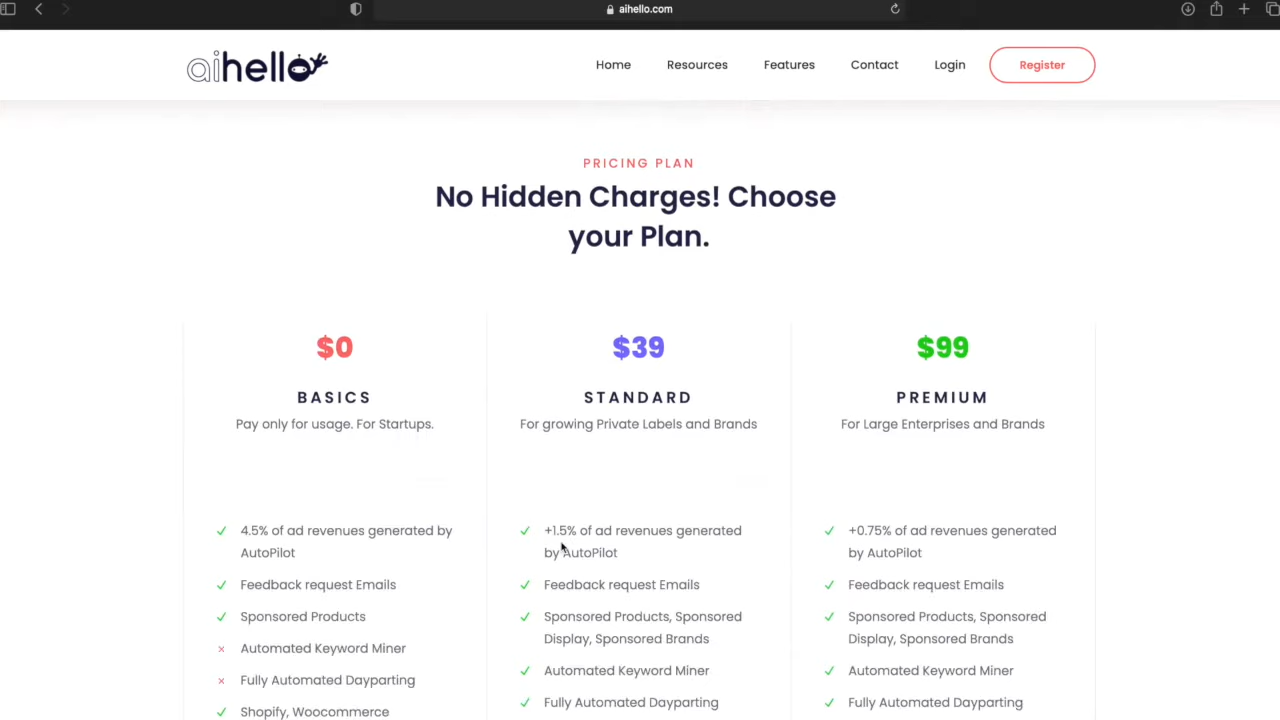 aihello.com
aihello
Home Resources Features Contact Login Register
PRICING PLAN
No Hidden Charges! Choose
your Plan.
$0
BASICS
Pay only for usage. For Startups.
4.5% of ad revenues generated by
AutoPilot
Feedback request Emails
Sponsored Products
Automated Keyword Miner
Fully Automated Dayparting
Shopify, Woocommerce
$39
STANDARD
For growing Private Labels and Brands
+1.5% of ad revenues generated
by AutoPilot
Feedback request Emails
Sponsored Products, Sponsored
Display, Sponsored Brands
Automated Keyword Miner
Fully Automated Dayparting
$99
PREMIUM
For Large Enterprises and Brands
+0.75% of ad revenues generated
by AutoPilot
Feedback request Emails
Sponsored Products, Sponsored
Display, Sponsored Brands
Automated Keyword Miner
Fully Automated Dayparting